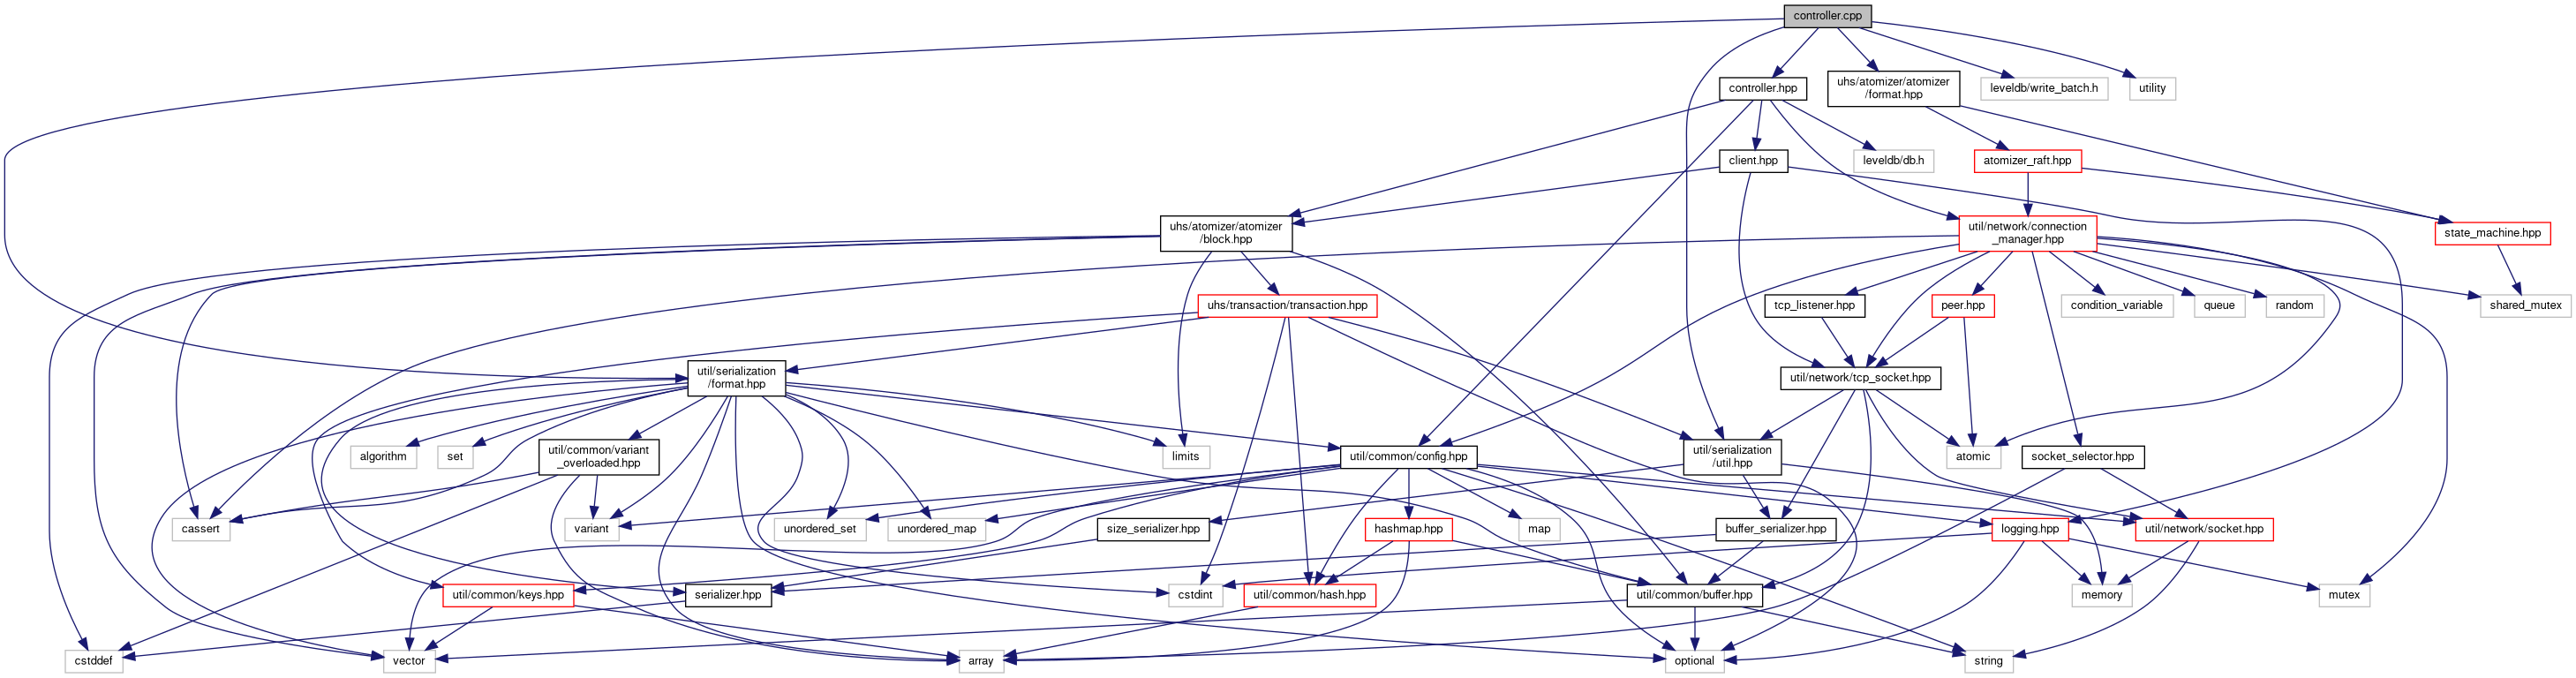 controller.cpp
controller.hpp
uhs/atomizer/atomizer
/format.hpp
leveldb/write_batch.h
utility
client.hpp
leveldb/db.h
atomizer_raft.hpp
uhs/atomizer/atomizer
/block.hpp
util/network/connection
_manager.hpp
state_machine.hpp
uhs/transaction/transaction.hpp
tcp_listener.hpp
peer.hpp
condition_variable
queue
random
shared_mutex
util/serialization
/format.hpp
util/network/tcp_socket.hpp
algorithm
set
util/common/variant
_overloaded.hpp
limits
util/common/config.hpp
util/serialization
/util.hpp
atomic
socket_selector.hpp
cassert
variant
unordered_set
unordered_map
size_serializer.hpp
hashmap.hpp
map
buffer_serializer.hpp
logging.hpp
util/network/socket.hpp
util/common/keys.hpp
serializer.hpp
cstdint
util/common/hash.hpp
util/common/buffer.hpp
memory
mutex
cstddef
vector
array
optional
string